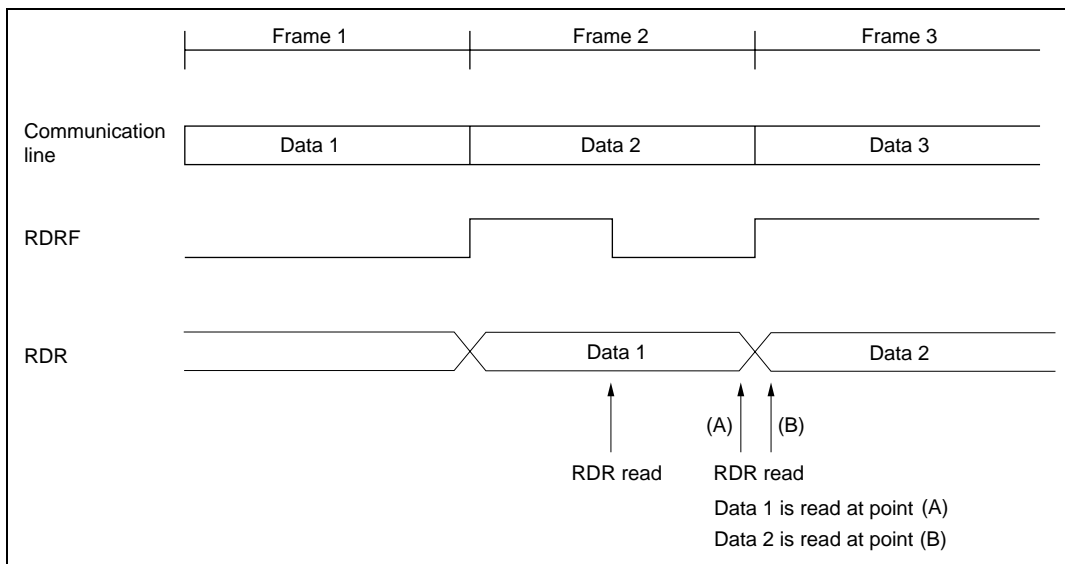 Frame 1 Frame 2 Frame 3
Communication
line
Data 1 Data 2 Data 3
RDRF
RDR
Data 1 Data 2
(A) (B)
RDR read RDR read
Data 1 is read at point (A)
Data 2 is read at point (B)